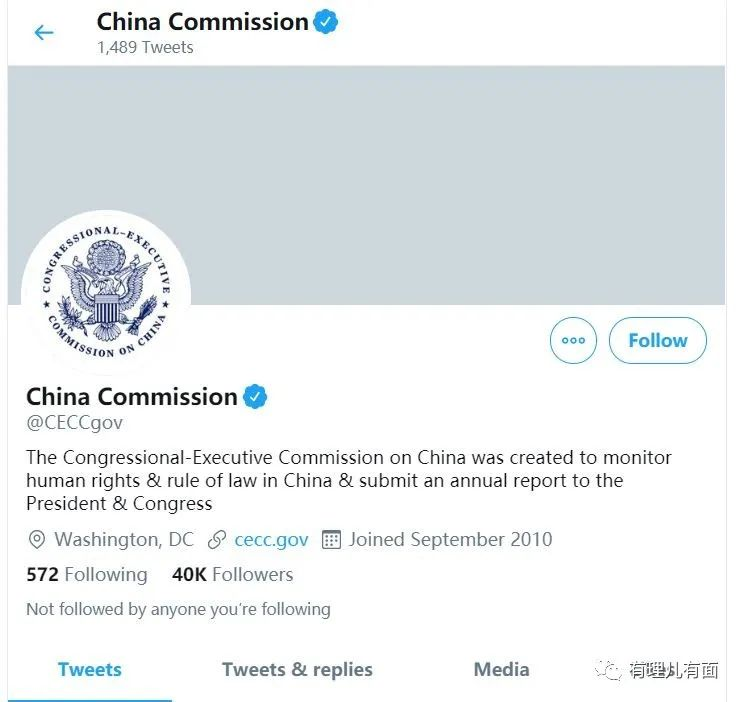 China Commission
1,489 Tweets
CONGRESSIONAL-EXECUTIVE
COMMISSION ON CHINA
Follow
China Commission
@CECCgov
The Congressional-Executive Commission on China was created to monitor
human rights & rule of law in China & submit an annual report to the
President & Congress
Washington, DC cecc.gov Joined September 2010
572 Following 40K Followers
Not followed by anyone you're following
Tweets Tweets & replies Media
有理儿有面